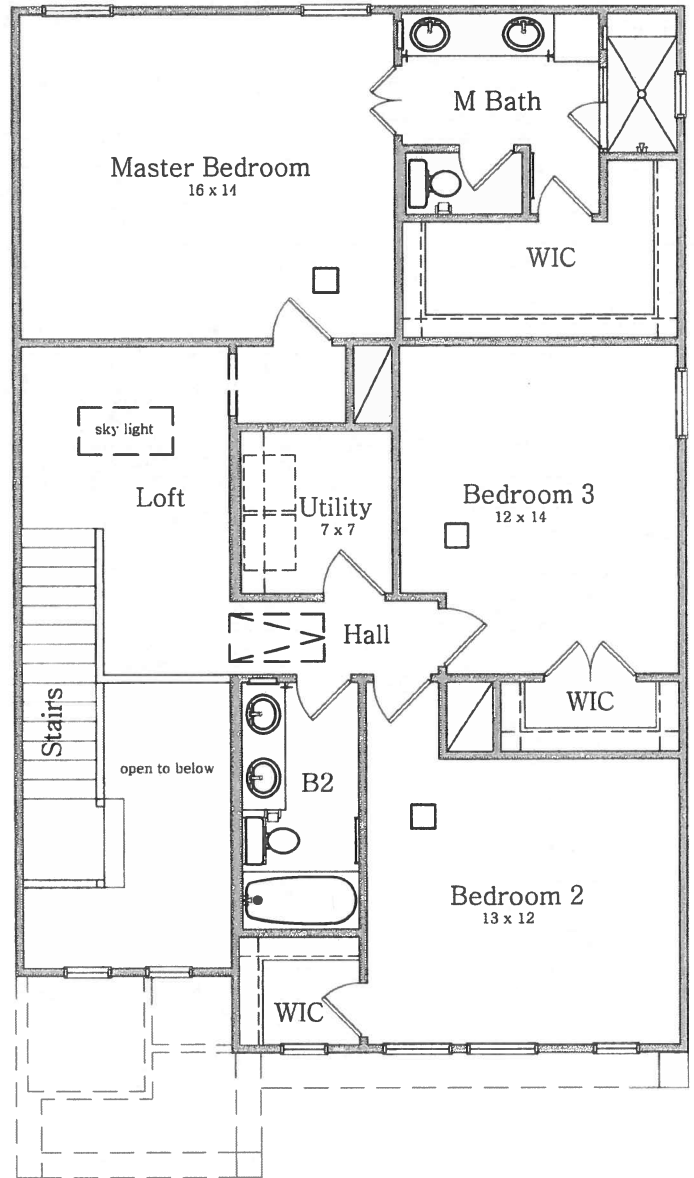 M Bath
Master Bedroom
16 x 14
WIC
sky light
Loft
Utility
7 x 7
Bedroom 3
12 x 14
Hall
WIC
Stairs
open to below
B2
Bedroom 2
13 x 12
WIC